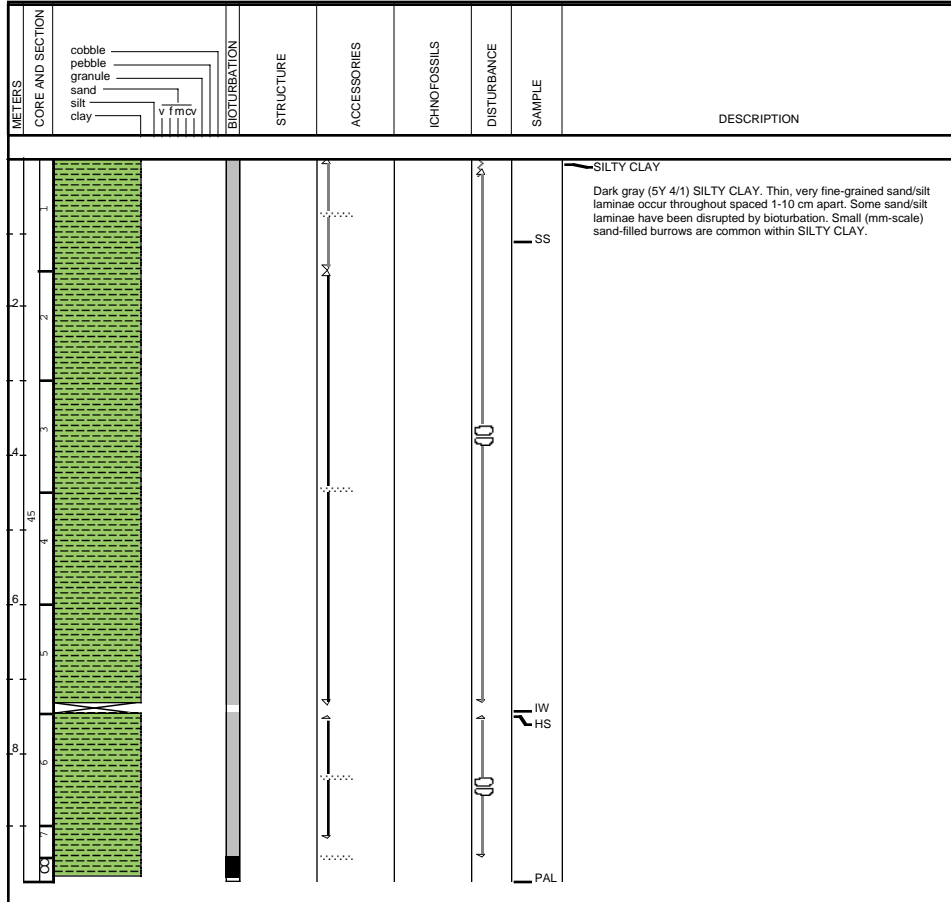 METERS
CORE AND SECTION
cobble
pebble
granule
sand
silt
clay
v f m c v
BIOTURBATION
STRUCTURE
ACCESSORIES
ICHNOFOSSILS
DISTURBANCE
SAMPLE
DESCRIPTION
SILTY CLAY
Dark gray (5Y 4/1) SILTY CLAY. Thin, very fine-grained sand/silt
laminae occur throughout spaced 1-10 cm apart. Some sand/silt
laminae have been disrupted by bioturbation. Small (mm-scale)
sand-filled burrows are common within SILTY CLAY.
1
SS
2
2
3
4
45
4
6
5
IW
HS
8
6
7
CC
PAL